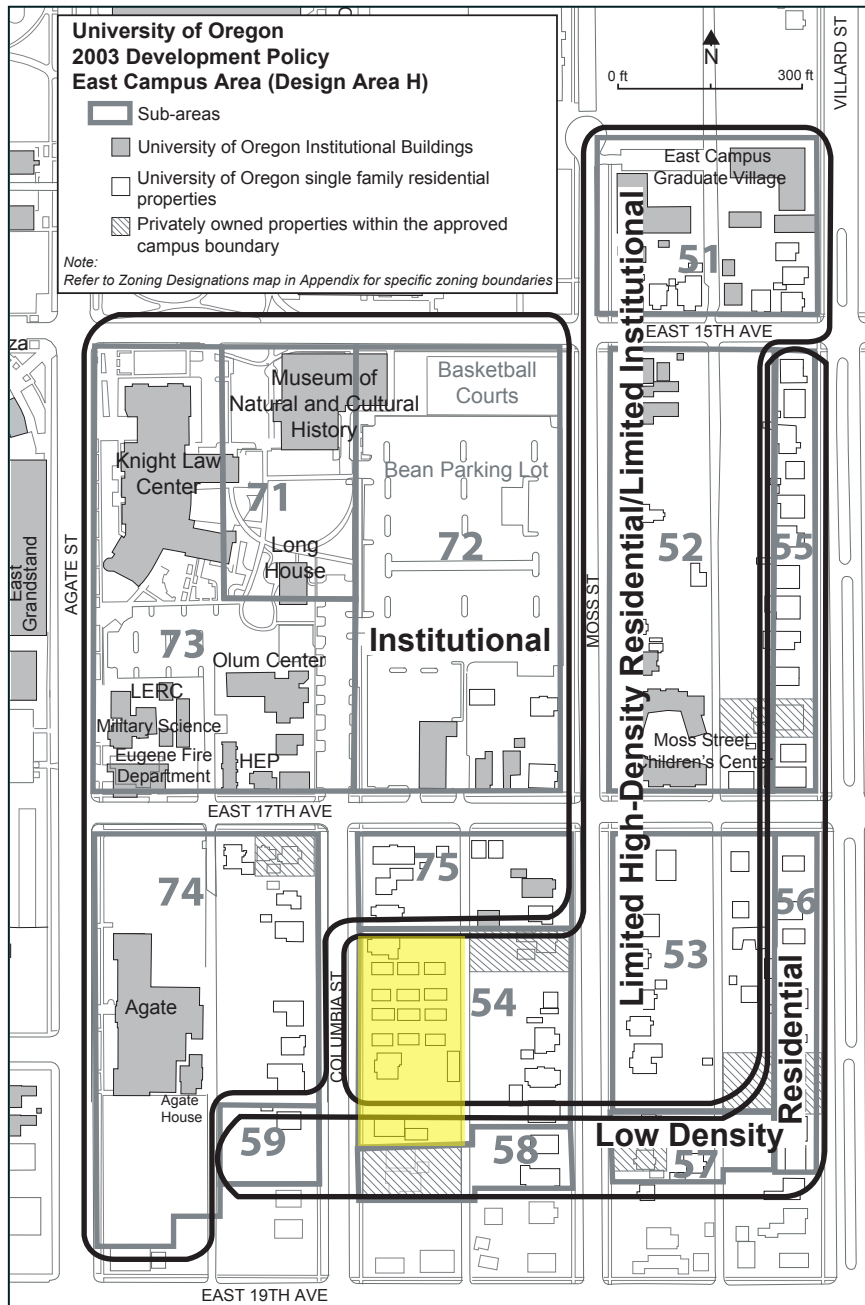 University of Oregon
2003 Development Policy
East Campus Area (Design Area H)
Sub-areas
University of Oregon Institutional Buildings
University of Oregon single family residential
properties
Privately owned properties within the approved
campus boundary
Note:
Refer to Zoning Designations map in Appendix for specific zoning boundaries
N
0 ft
300 ft
VILLARD ST
East Campus
Graduate Village
51
EAST 15TH AVE
za
Museum of
Natural and Cultural
History
Basketball
Courts
Knight Law
Center
Bean Parking Lot
71
72
52
55
Long
House
East
Grandstand
AGATE ST
MOSS ST
Limited High-Density Residential/Limited Institutional
73
Institutional
Olum Center
LERC
Military Science
Eugene Fire
Department
HEP
Moss Street
Children's Center
EAST 17TH AVE
74
75
56
53
54
Agate
COLUMBIA ST
Agate
House
Residential
59
58
Low Density
57
EAST 19TH AVE